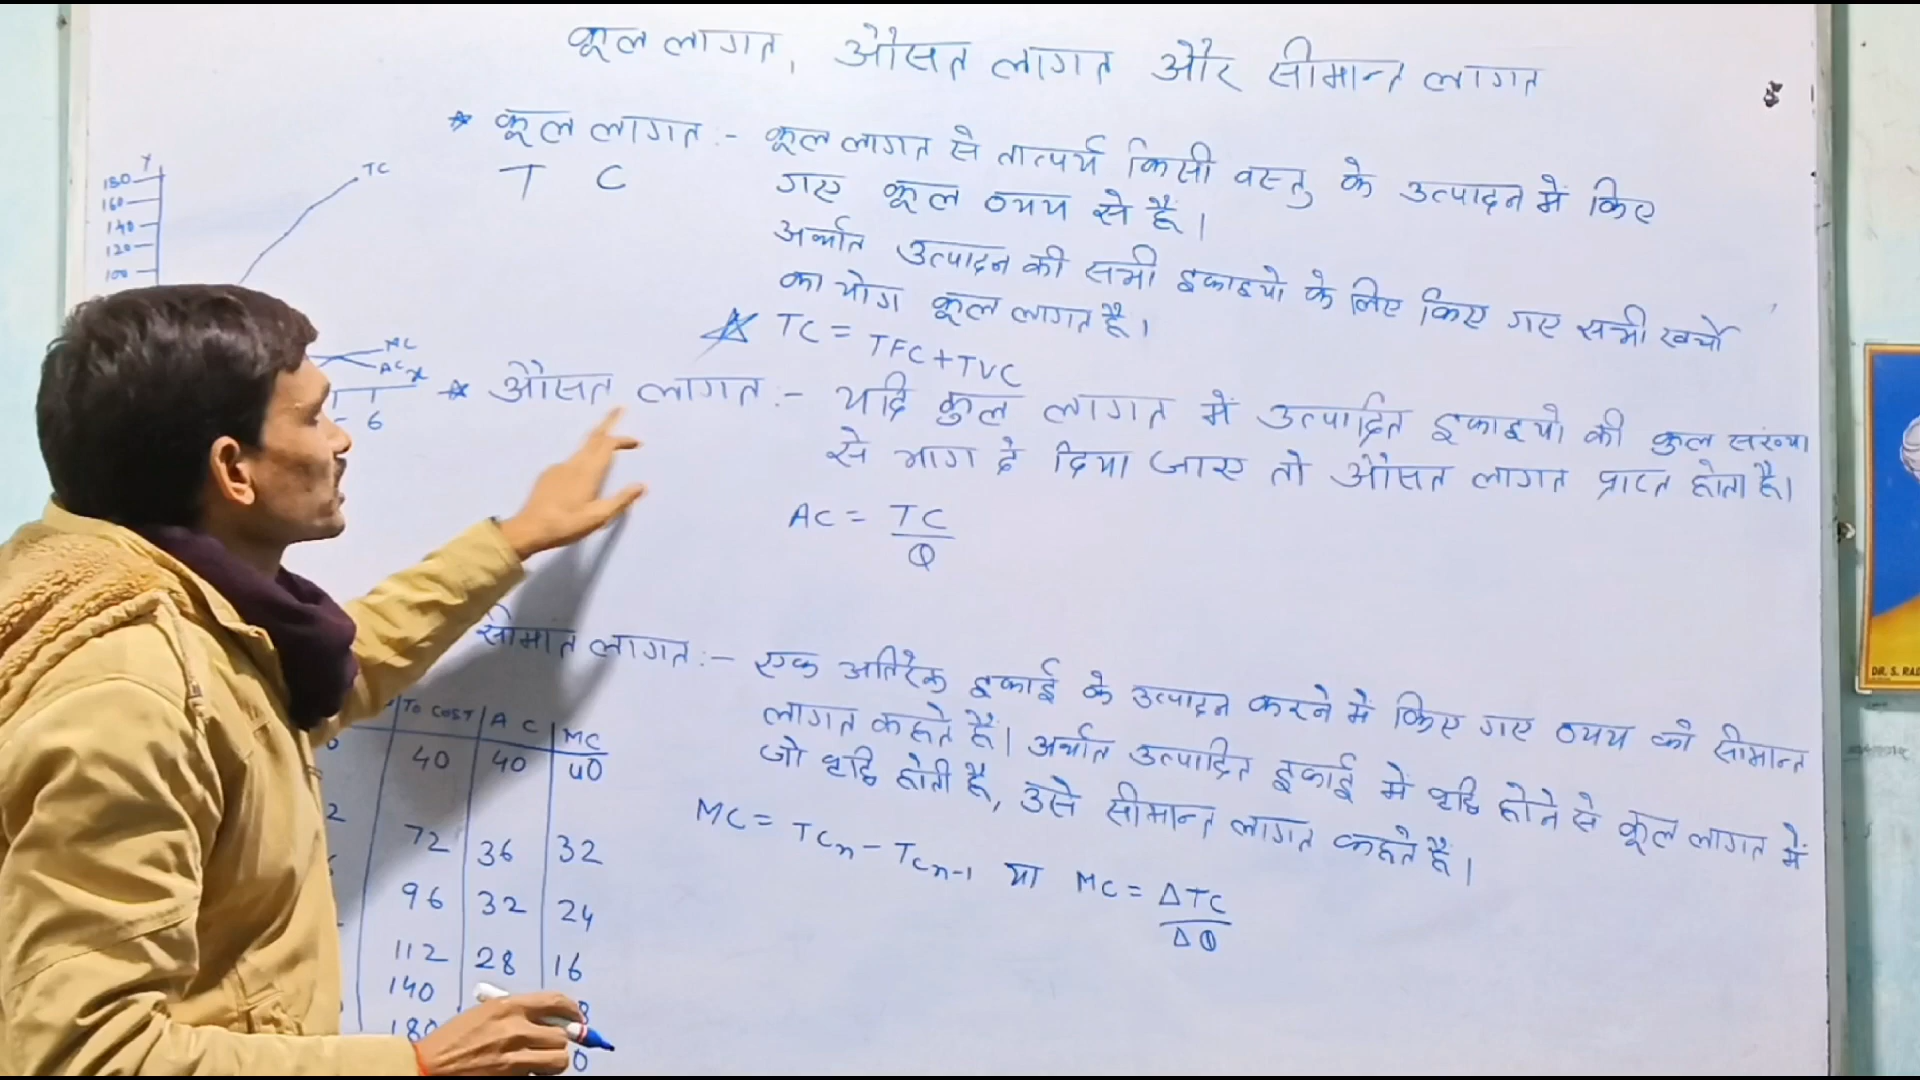 कूल लागत, औसत लागत और सीमान्त लागत
* कूल लागत :- कूल लागत से तात्पर्य किसी वस्तु के उत्पादन में किए
T C
गए कूल व्यय से हैं।
अर्थात उत्पादन की सभी इकाइयो के लिए किए गए सभी खर्चो
का योग कूल लागत हैं।
TC = TFC + TVC
* औसत लागत :- यदि कुल लागत में उत्पादित इकाइयो की कुल संख्या
से भाग दे दिया जाए तो औसत लागत प्राप्त होता है।
AC = TC / Q
सीमांत लागत :- एक अतिरिक्त इकाई के उत्पादन करने में किए गए व्यय को सीमान्त
लागत कहते हैं। अर्थात उत्पादित इकाई में वृद्धि होने से कूल लागत में
जो वृद्धि होती है, उसे सीमान्त लागत कहते हैं।
MC = TCn - TCn-1 या MC = ΔTC / ΔQ
Y
TC
180
160
140
120
100
MC
AC
x
6
To COST A C MC
40 40 40
72 36 32
96 32 24
112 28 16
140
180
DR. S. RAD